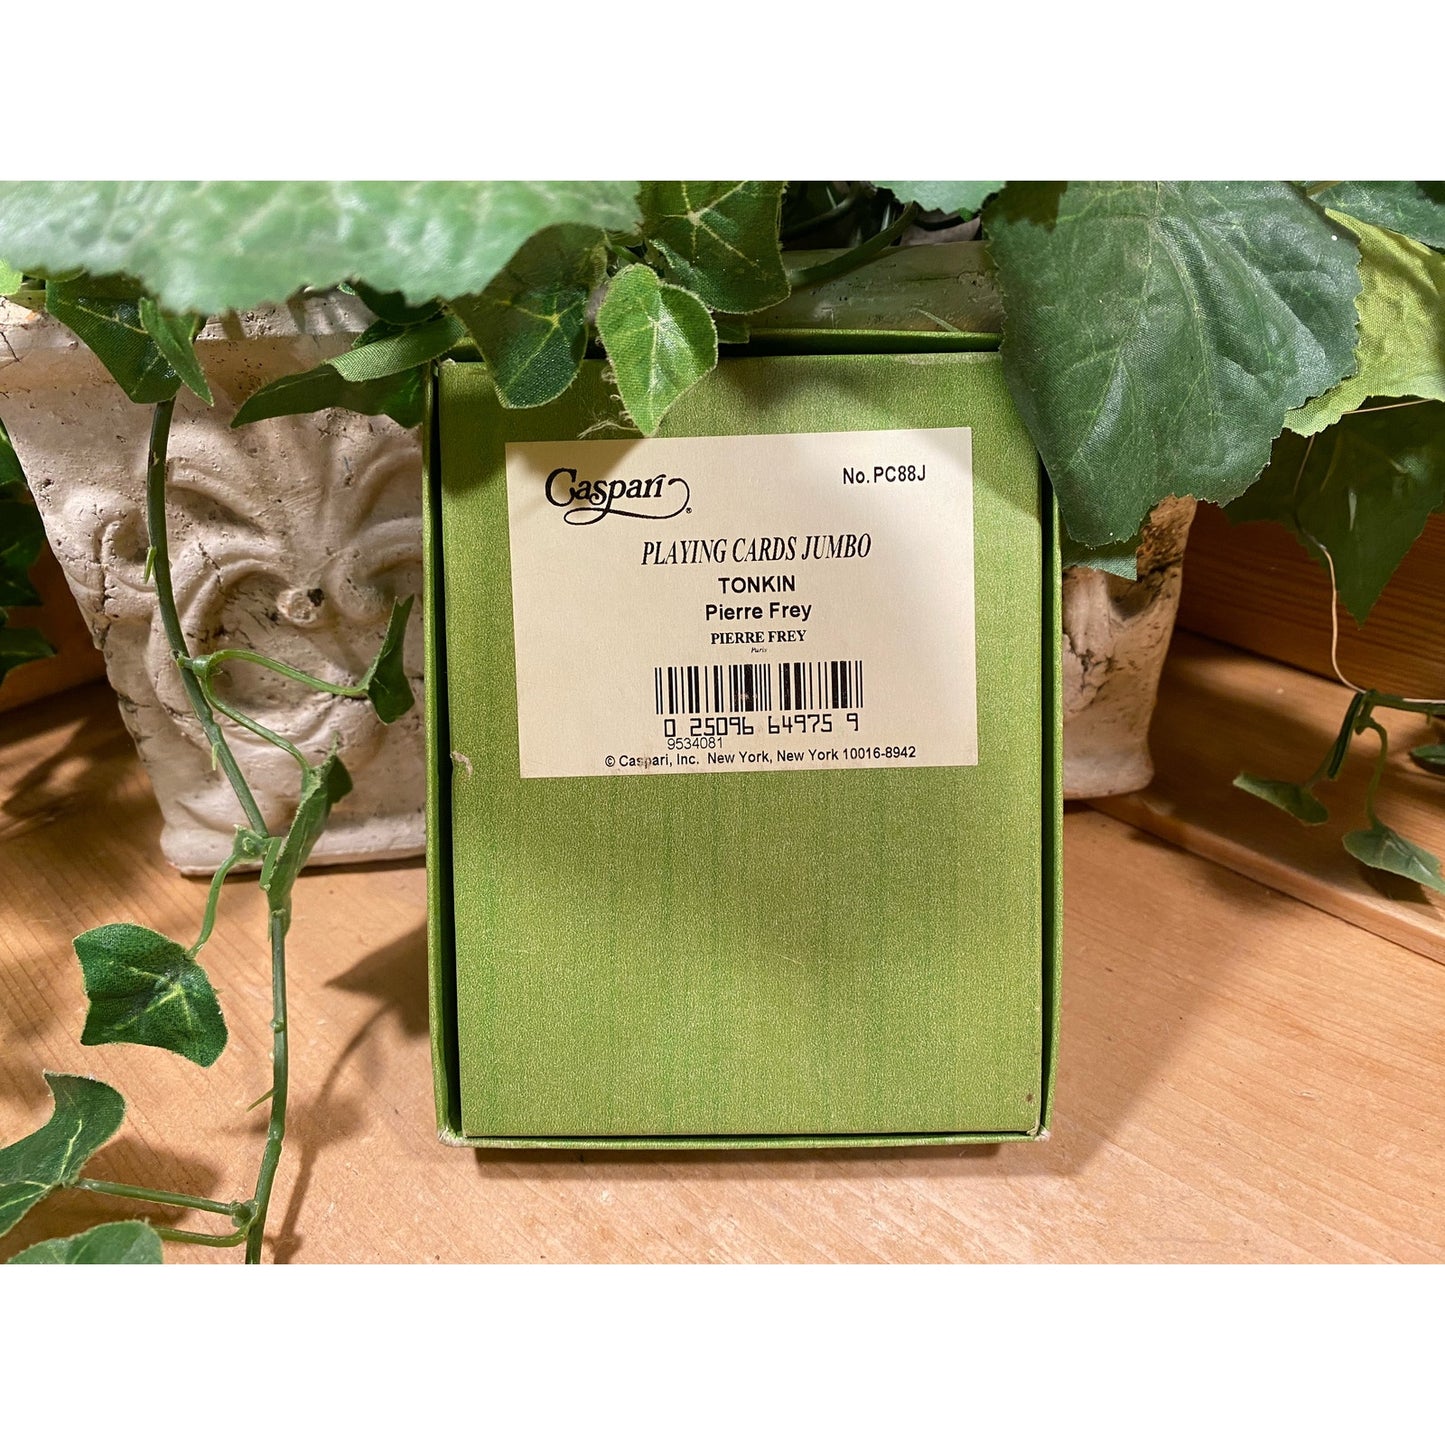 Caspari®
No. PC88J
PLAYING CARDS JUMBO
TONKIN
Pierre Frey
PIERRE FREY
Paris
0 25096 64975 9
9534081
© Caspari, Inc. New York, New York 10016-8942